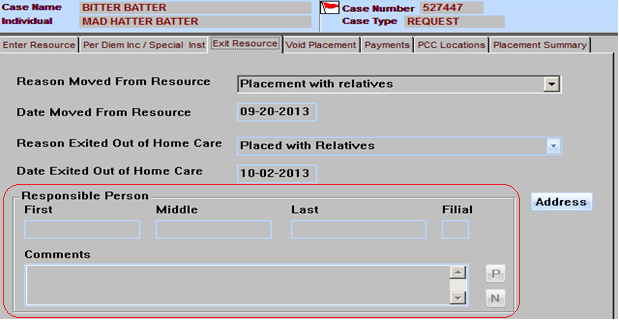 Case Name BITTER BATTER Case Number 527447
Individual MAD HATTER BATTER Case Type REQUEST
Enter Resource Per Diem Inc / Special Inst Exit Resource Void Placement Payments PCC Locations Placement Summary
Reason Moved From Resource Placement with relatives
Date Moved From Resource 09-20-2013
Reason Exited Out of Home Care Placed with Relatives
Date Exited Out of Home Care 10-02-2013
Responsible Person
Address
First Middle Last Filial
Comments
P
N